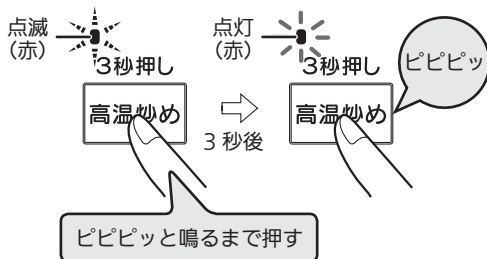 点滅
(赤)
3秒押し
高温炒め
3 秒後
点灯
(赤)
3秒押し
高温炒め
ピピピッ
ピピピッと鳴るまで押す